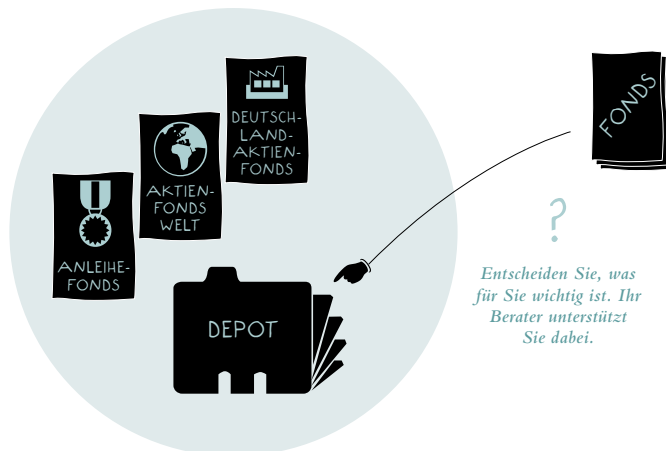 DEUTSCH-
LAND-
AKTIEN-
FONDS
AKTIEN-
FONDS
WELT
ANLEIHE-
FONDS
DEPOT
FONDS
?
Entscheiden Sie, was
für Sie wichtig ist. Ihr
Berater unterstützt
Sie dabei.